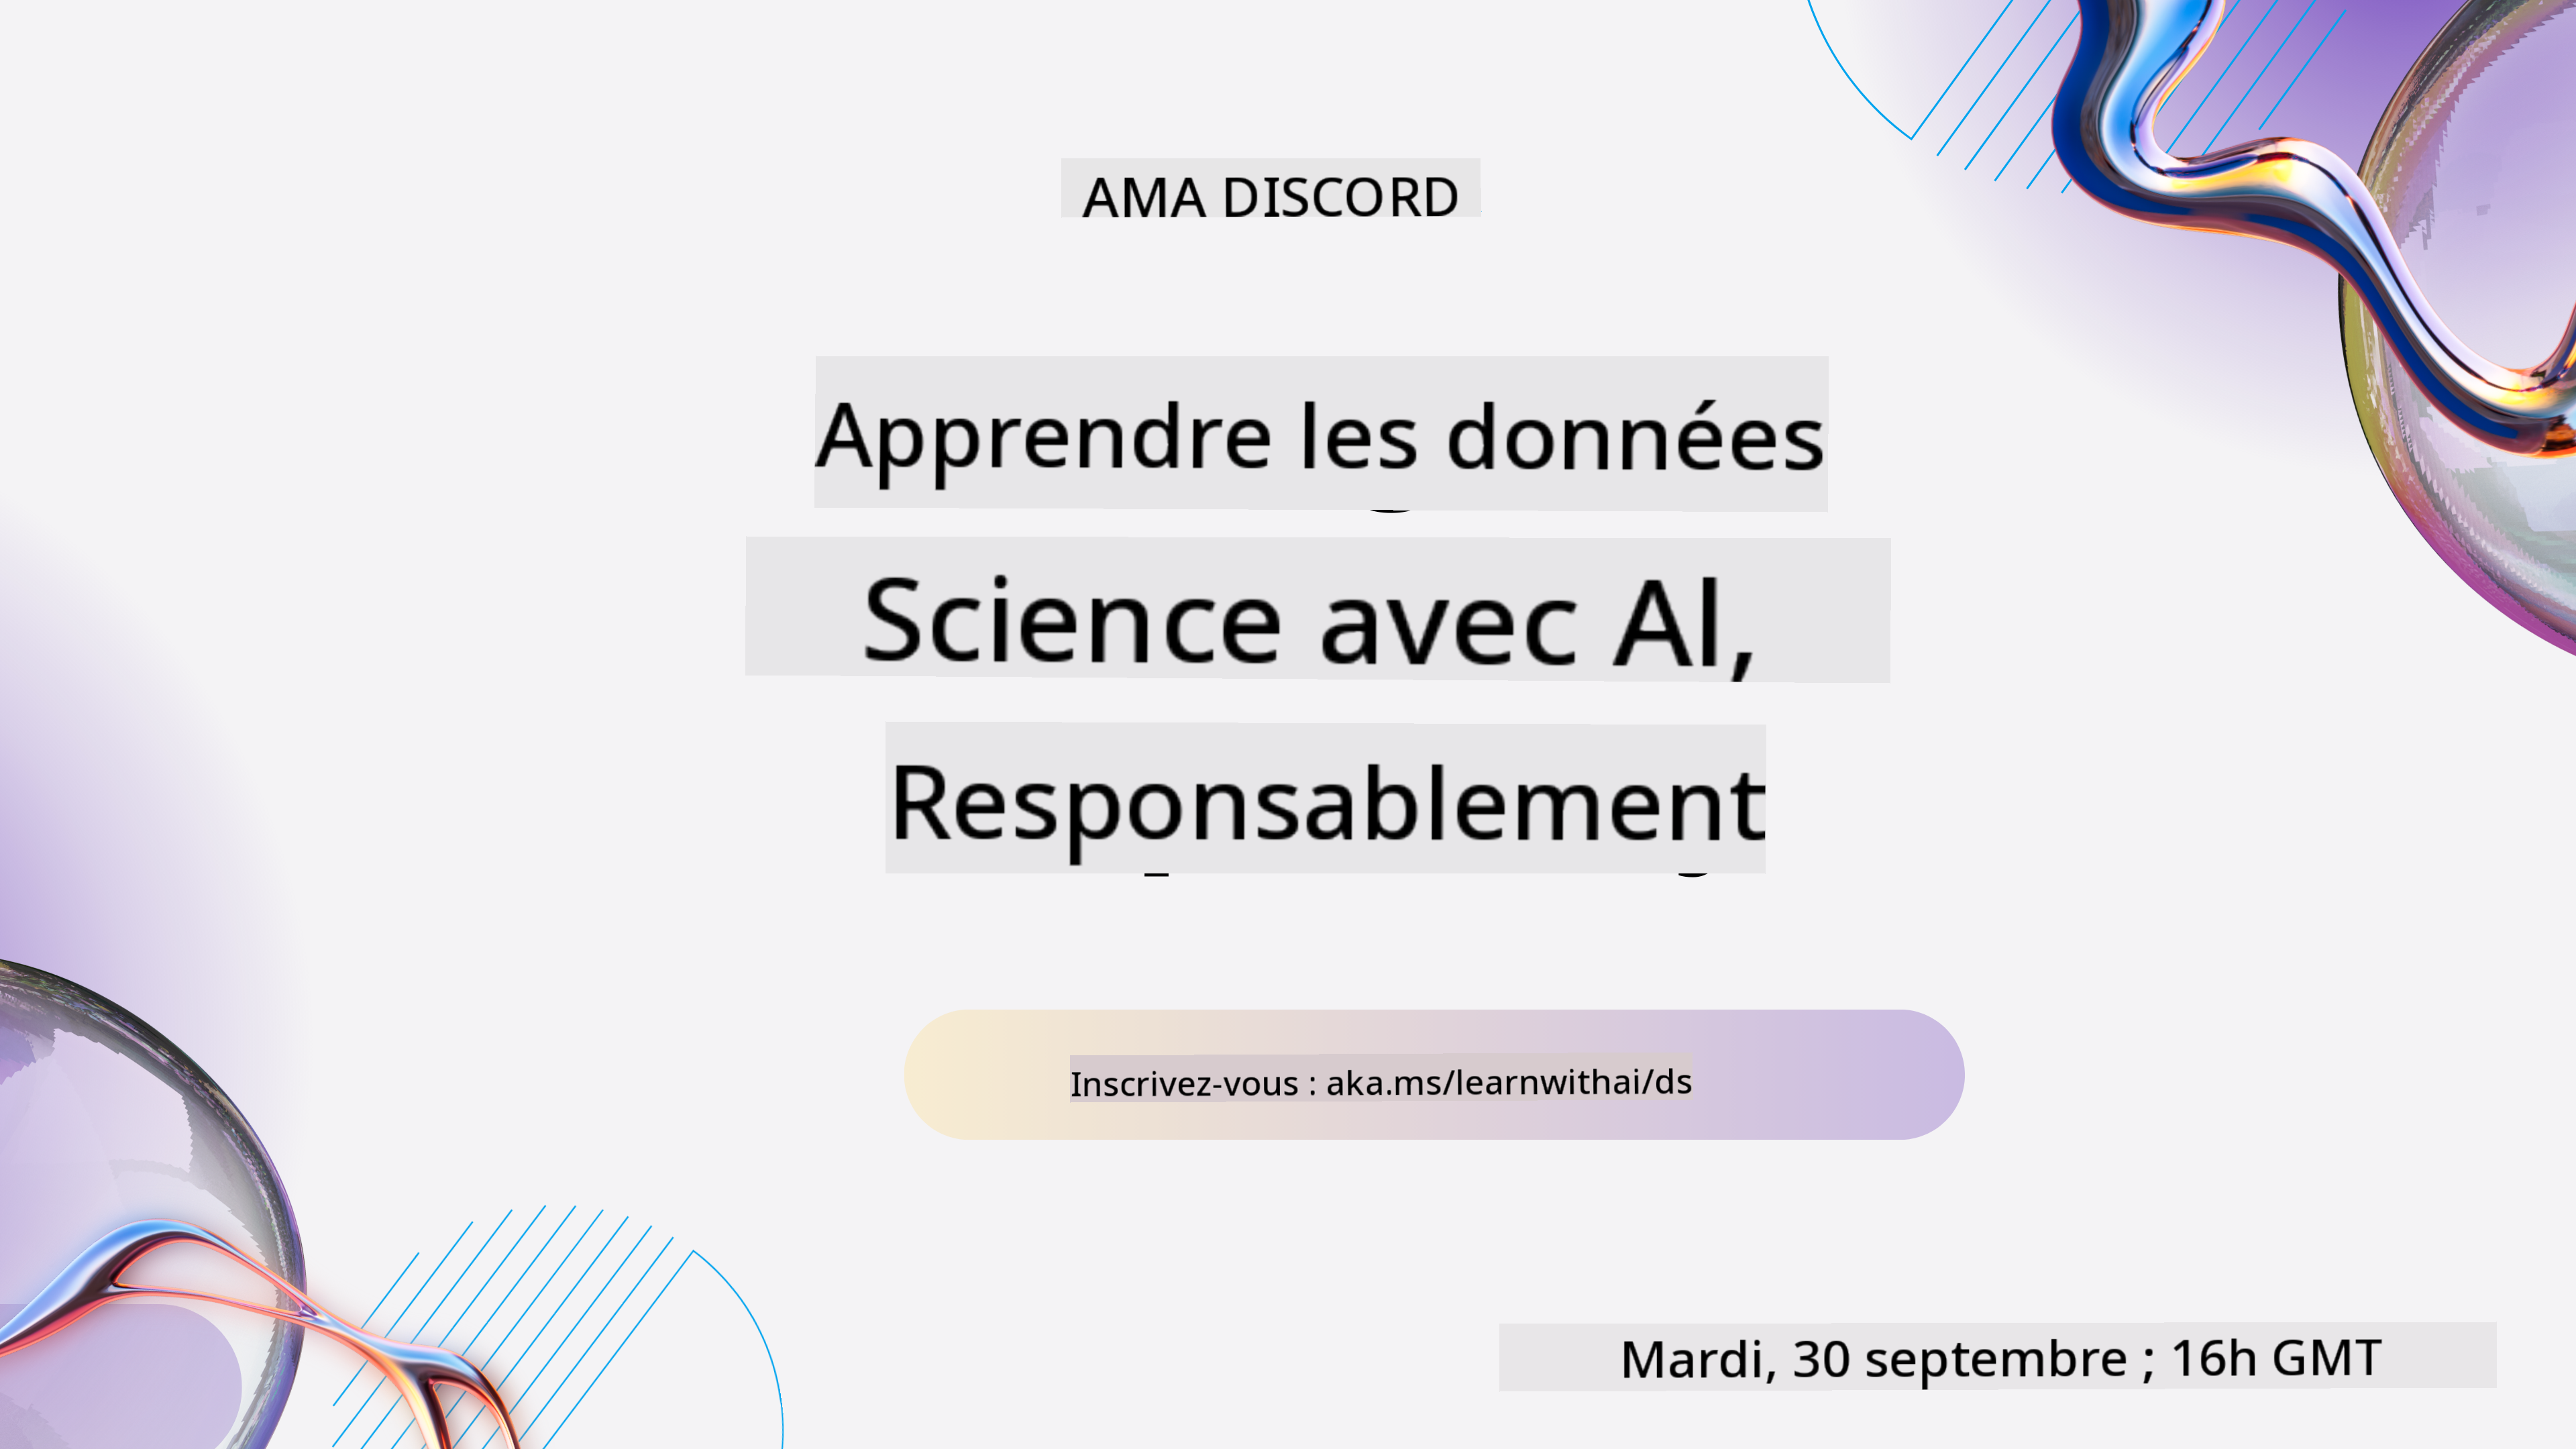 AMA DISCORD
Apprendre les données
Science avec Al,
Responsablement
Inscrivez-vous : aka.ms/learnwithai/ds
Mardi, 30 septembre ; 16h GMT